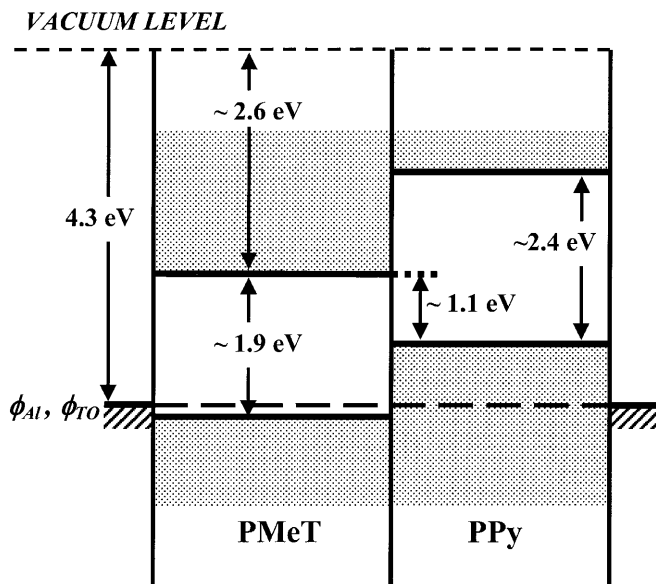 VACUUM LEVEL
~ 2.6 eV
4.3 eV
~2.4 eV
~ 1.1 eV
~ 1.9 eV
ϕAl, ϕTO
PMeT
PPy